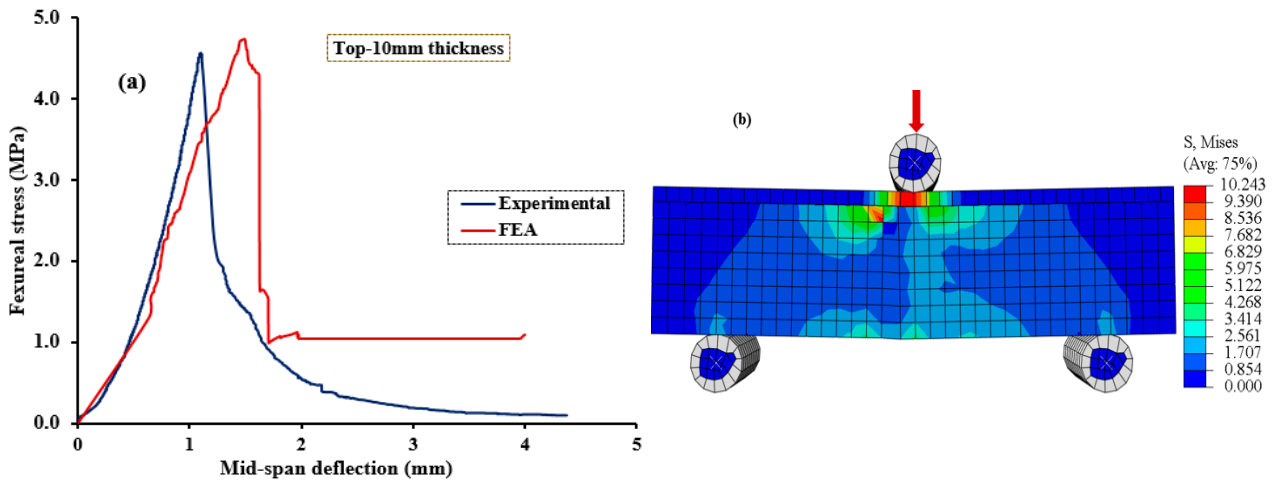 5.0
4.0
3.0
2.0
1.0
0.0
0
1
2
3
4
5
Fexureal stress (MPa)
Mid-span deflection (mm)
(a)
Top-10mm thickness
Experimental
FEA
(b)
S, Mises
(Avg: 75%)
10.243
9.390
8.536
7.682
6.829
5.975
5.122
4.268
3.414
2.561
1.707
0.854
0.000